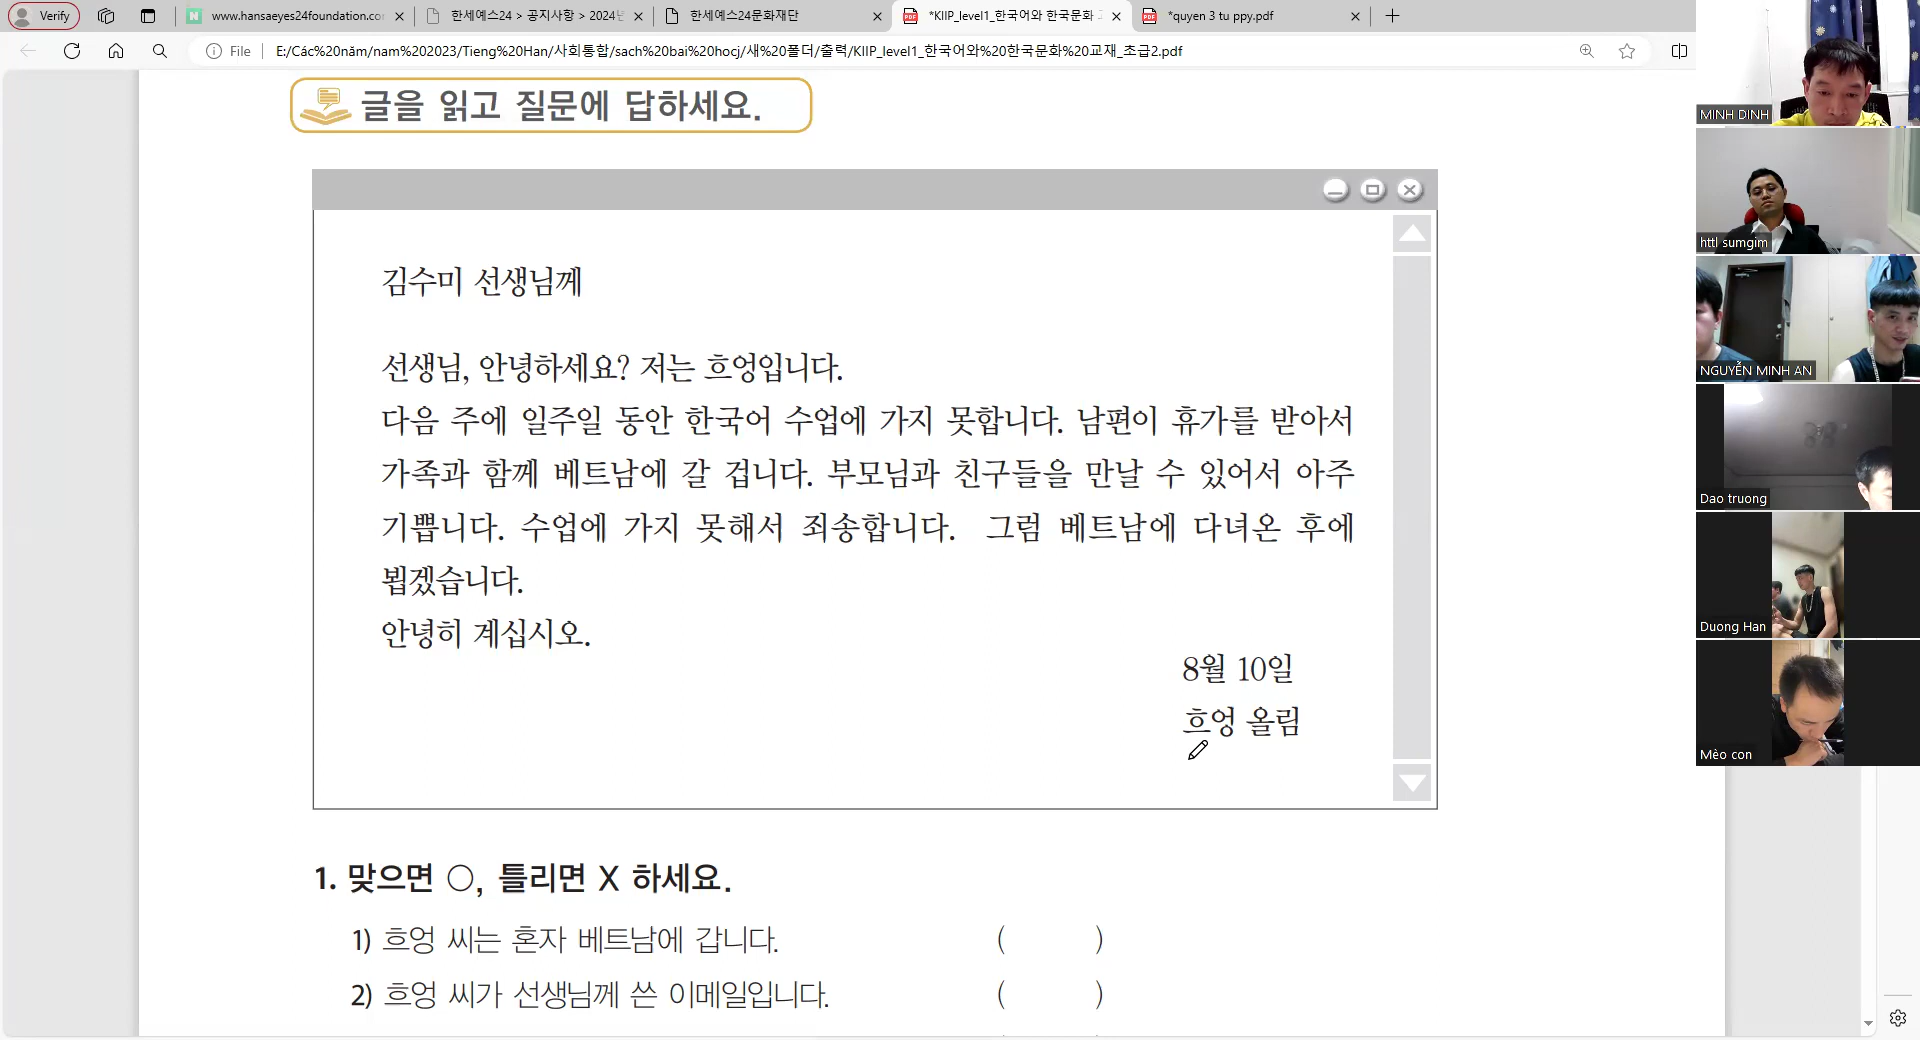 Verify
www.hansaeyes24foundation.co
한세예스24 > 공지사항 > 2024년
한세예스24문화재단
*KIIP_level1_한국어와 한국문화 교
*quyen 3 tu ppy.pdf
File
E:/Các%20năm/nam%202023/Tieng%20Han/사회통합/sach%20bai%20hocj/새%20폴더/출력/KIIP_level1_한국어와%20한국문화%20교재_초급2.pdf
글을 읽고 질문에 답하세요.
김수미 선생님께
선생님, 안녕하세요? 저는 흐엉입니다.
다음 주에 일주일 동안 한국어 수업에 가지 못합니다. 남편이 휴가를 받아서
가족과 함께 베트남에 갈 겁니다. 부모님과 친구들을 만날 수 있어서 아주
기쁩니다. 수업에 가지 못해서 죄송합니다. 그럼 베트남에 다녀온 후에
뵙겠습니다.
안녕히 계십시오.
8월 10일
흐엉 올림
1. 맞으면 ○, 틀리면 X 하세요.
1) 흐엉 씨는 혼자 베트남에 갑니다. ( )
2) 흐엉 씨가 선생님께 쓴 이메일입니다. ( )
MINH DINH
httl sumgim
NGUYỄN MINH AN
Dao truong
Duong Han
Mèo con